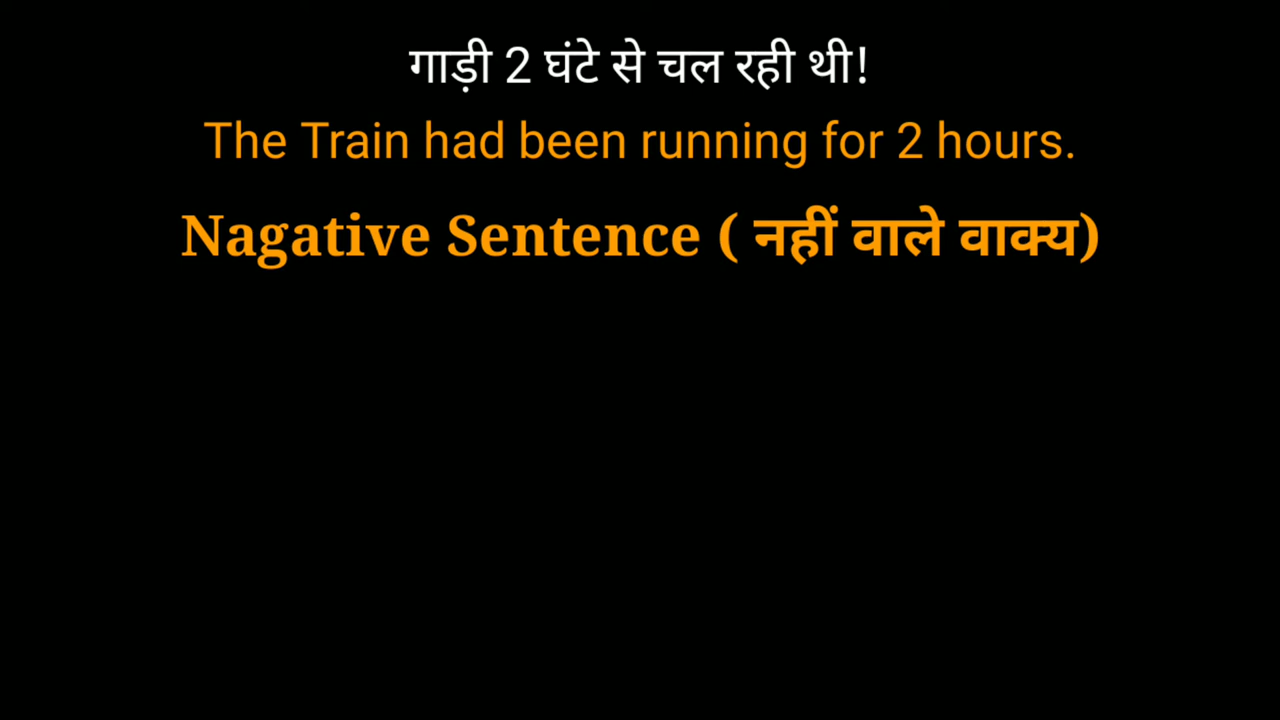 गाड़ी 2 घंटे से चल रही थी!
The Train had been running for 2 hours.
Nagative Sentence ( नहीं वाले वाक्य)